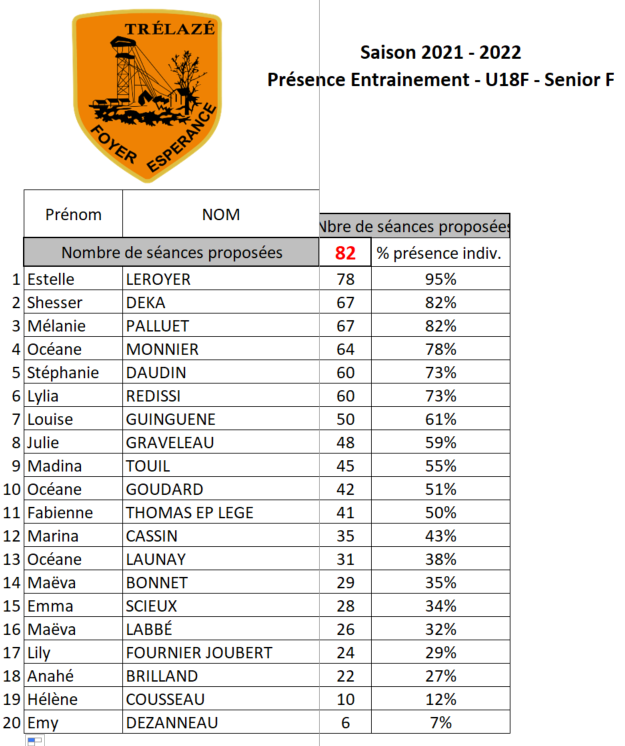 TRÉLAZÉ
FOYER ESPERANCE
Saison 2021 - 2022
Présence Entrainement - U18F - Senior F
Prénom NOM
Nbre de séances proposées
Nombre de séances proposées 82 % présence indiv.
1 Estelle LEROYER 78 95%
2 Shesser DEKA 67 82%
3 Mélanie PALLUET 67 82%
4 Océane MONNIER 64 78%
5 Stéphanie DAUDIN 60 73%
6 Lylia REDISSI 60 73%
7 Louise GUINGUENE 50 61%
8 Julie GRAVELEAU 48 59%
9 Madina TOUIL 45 55%
10 Océane GOUDARD 42 51%
11 Fabienne THOMAS EP LEGE 41 50%
12 Marina CASSIN 35 43%
13 Océane LAUNAY 31 38%
14 Maëva BONNET 29 35%
15 Emma SCIEUX 28 34%
16 Maëva LABBÉ 26 32%
17 Lily FOURNIER JOUBERT 24 29%
18 Anahé BRILLAND 22 27%
19 Hélène COUSSEAU 10 12%
20 Emy DEZANNEAU 6 7%